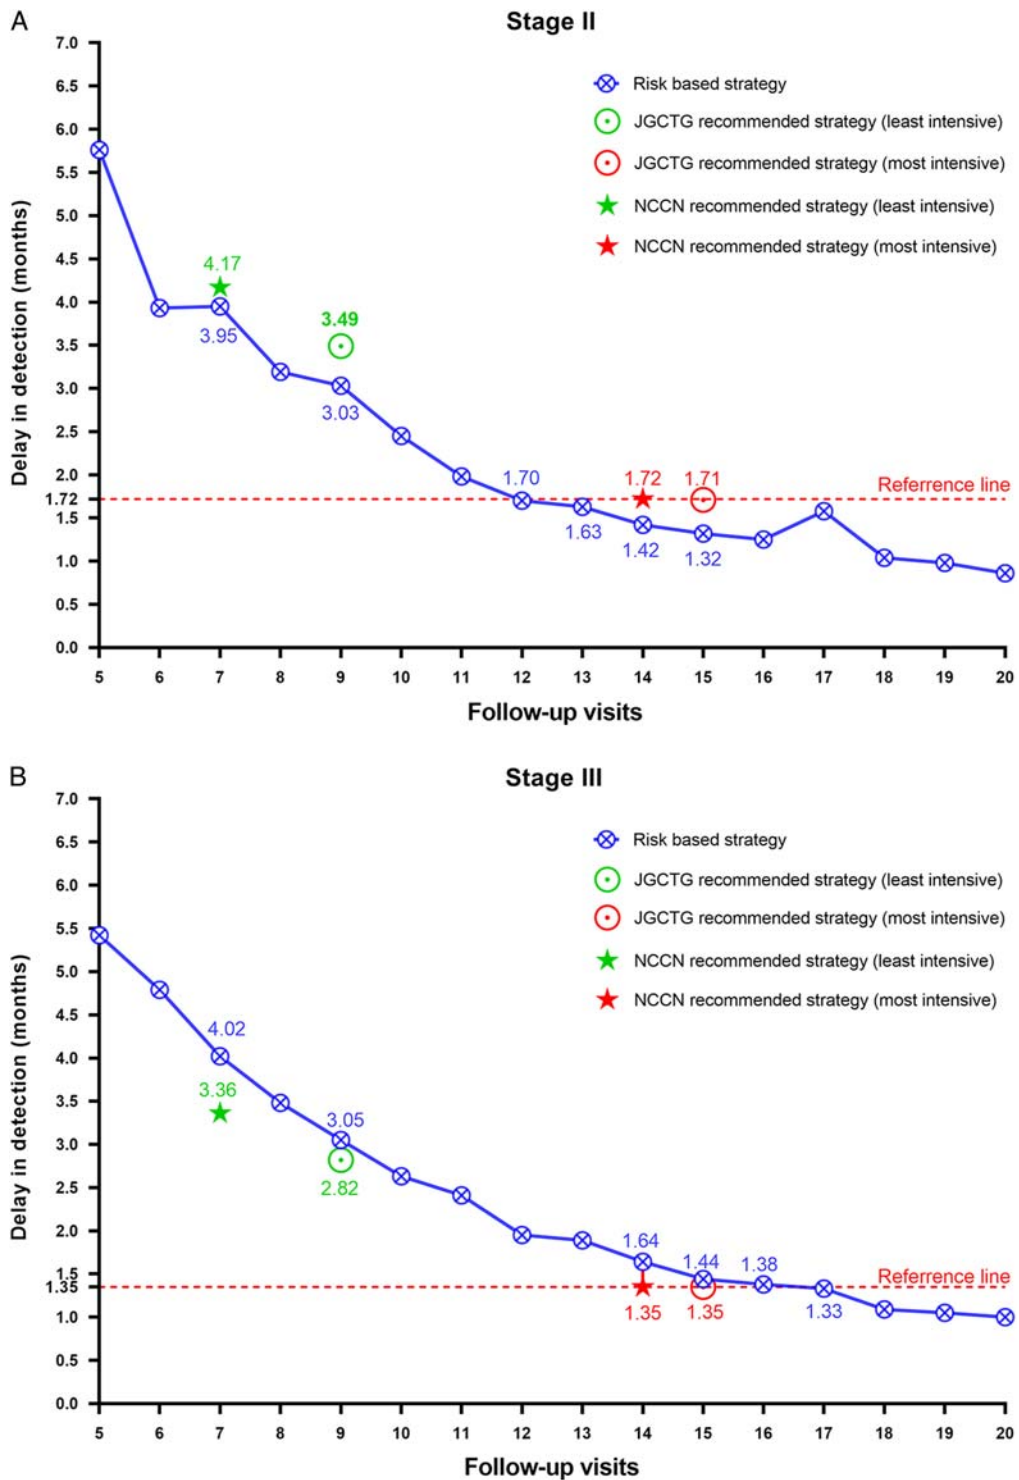 A
Stage II
7.0
6.5
6.0
5.5
5.0
4.5
4.0
3.5
3.0
2.5
2.0
1.72
1.5
1.0
0.5
0.0
Delay in detection (months)
Risk based strategy
JGCTG recommended strategy (least intensive)
JGCTG recommended strategy (most intensive)
NCCN recommended strategy (least intensive)
NCCN recommended strategy (most intensive)
4.17
3.95
3.49
3.03
1.70
1.63
1.72
1.42
1.71
1.32
Referrence line
5 6 7 8 9 10 11 12 13 14 15 16 17 18 19 20
Follow-up visits
B
Stage III
7.0
6.5
6.0
5.5
5.0
4.5
4.0
3.5
3.0
2.5
2.0
1.5
1.35
1.0
0.5
0.0
Delay in detection (months)
Risk based strategy
JGCTG recommended strategy (least intensive)
JGCTG recommended strategy (most intensive)
NCCN recommended strategy (least intensive)
NCCN recommended strategy (most intensive)
4.02
3.36
3.05
2.82
1.64
1.35
1.44
1.35
1.38
1.33
Referrence line
5 6 7 8 9 10 11 12 13 14 15 16 17 18 19 20
Follow-up visits